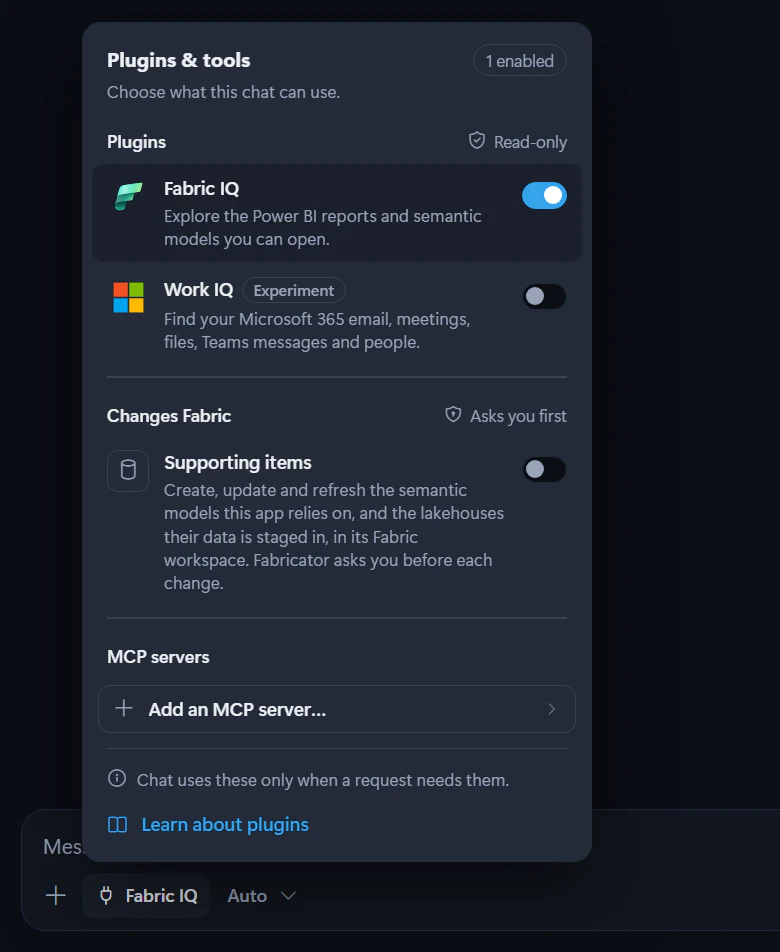 Plugins & tools
1 enabled
Choose what this chat can use.
Plugins
Read-only
Fabric IQ
Explore the Power BI reports and semantic
models you can open.
Work IQ
Experiment
Find your Microsoft 365 email, meetings,
files, Teams messages and people.
Changes Fabric
Asks you first
Supporting items
Create, update and refresh the semantic
models this app relies on, and the lakehouses
their data is staged in, in its Fabric
workspace. Fabricator asks you before each
change.
MCP servers
Add an MCP server...
Chat uses these only when a request needs them.
Learn about plugins
Mes
Fabric IQ
Auto